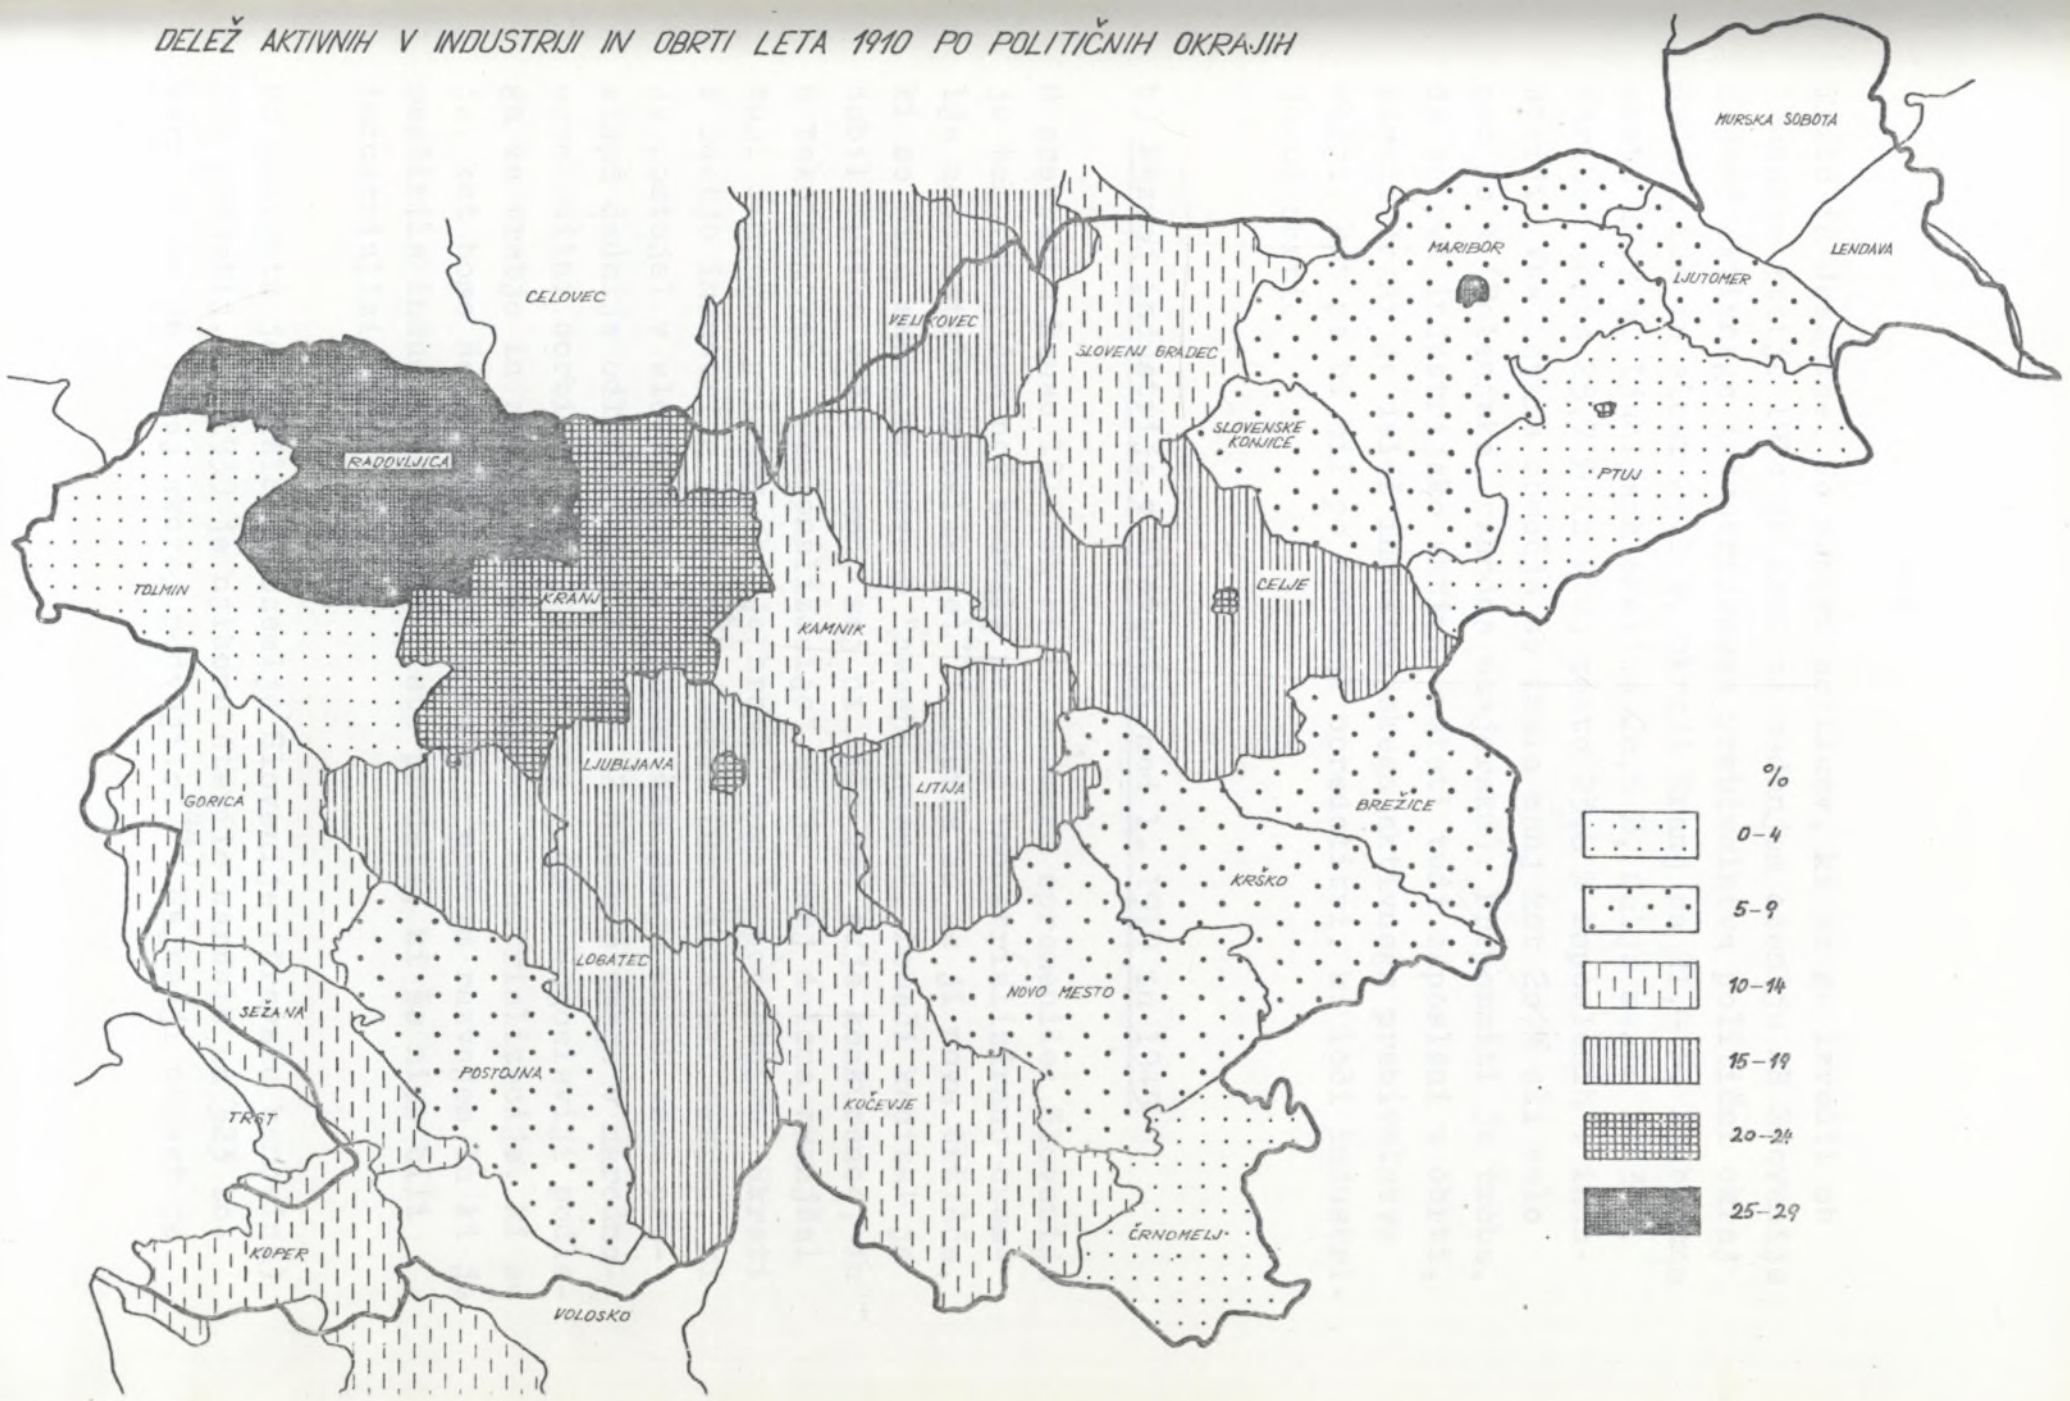 DELEŽ AKTIVNIH V INDUSTRIJI IN OBRTI LETA 1910 PO POLITIČNIH OKRAJIH
MURSKA SOBOTA
LENDAVA
MARIBOR
LJUTOMER
CELOVEC
VELIKOVEC
SLOVENJ GRADEC
SLOVENSKE
KONJICE
PTUJ
RADOVLJICA
TOLMIN
KRANJ
CELJE
KAMNIK
LJUBLJANA
LITIJA
GORICA
BREŽICE
KRŠKO
LOGATEC
NOVO MESTO
SEŽANA
POSTOJNA
KOČEVJE
TRST
KOPER
ČRNOMELJ
VOLOSKO
%
0-4
5-9
10-14
15-19
20-24
25-29